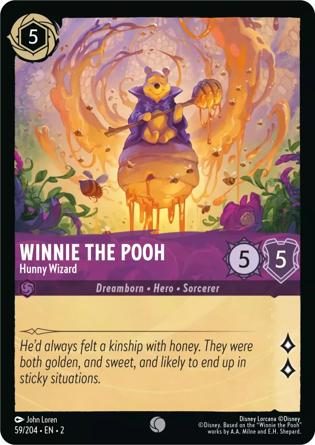 5
WINNIE THE POOH
Hunny Wizard
5 5
Dreamborn • Hero • Sorcerer
He'd always felt a kinship with honey. They were
both golden, and sweet, and likely to end up in
sticky situations.
John Loren
59/204 • EN • 2
Disney Lorcana ©Disney
©Disney. Based on the "Winnie the Pooh"
works by A.A. Milne and E.H. Shepard.